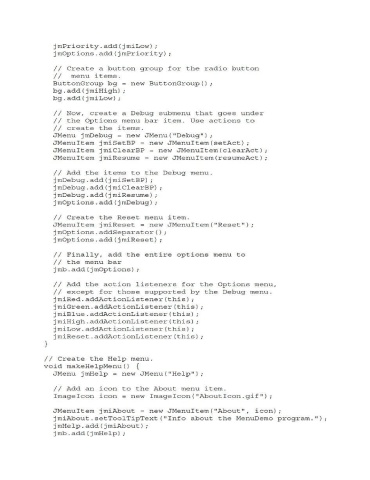 jmPriority.add(jmiLow);
jmOptions.add(jmPriority);
// Create a button group for the radio button
// menu items.
ButtonGroup bg = new ButtonGroup();
bg.add(jmiHigh);
bg.add(jmiLow);
// Now, create a Debug submenu that goes under
// the Options menu bar item. Use actions to
// create the items.
JMenu jmDebug = new JMenu("Debug");
JMenuItem jmiSetBP = new JMenuItem(setAct);
JMenuItem jmiClearBP = new JMenuItem(clearAct);
JMenuItem jmiResume = new JMenuItem(resumeAct);
// Add the items to the Debug menu.
jmDebug.add(jmiSetBP);
jmDebug.add(jmiClearBP);
jmDebug.add(jmiResume);
jmOptions.add(jmDebug);
// Create the Reset menu item.
JMenuItem jmiReset = new JMenuItem("Reset");
jmOptions.addSeparator();
jmOptions.add(jmiReset);
// Finally, add the entire options menu to
// the menu bar
jmb.add(jmOptions);
// Add the action listeners for the Options menu,
// except for those supported by the Debug menu.
jmiRed.addActionListener(this);
jmiGreen.addActionListener(this);
jmiBlue.addActionListener(this);
jmiHigh.addActionListener(this);
jmiLow.addActionListener(this);
jmiReset.addActionListener(this);
}
// Create the Help menu.
void makeHelpMenu() {
JMenu jmHelp = new JMenu("Help");
// Add an icon to the About menu item.
ImageIcon icon = new ImageIcon("AboutIcon.gif");
JMenuItem jmiAbout = new JMenuItem("About", icon);
jmiAbout.setToolTipText("Info about the MenuDemo program.");
jmHelp.add(jmiAbout);
jmb.add(jmHelp);